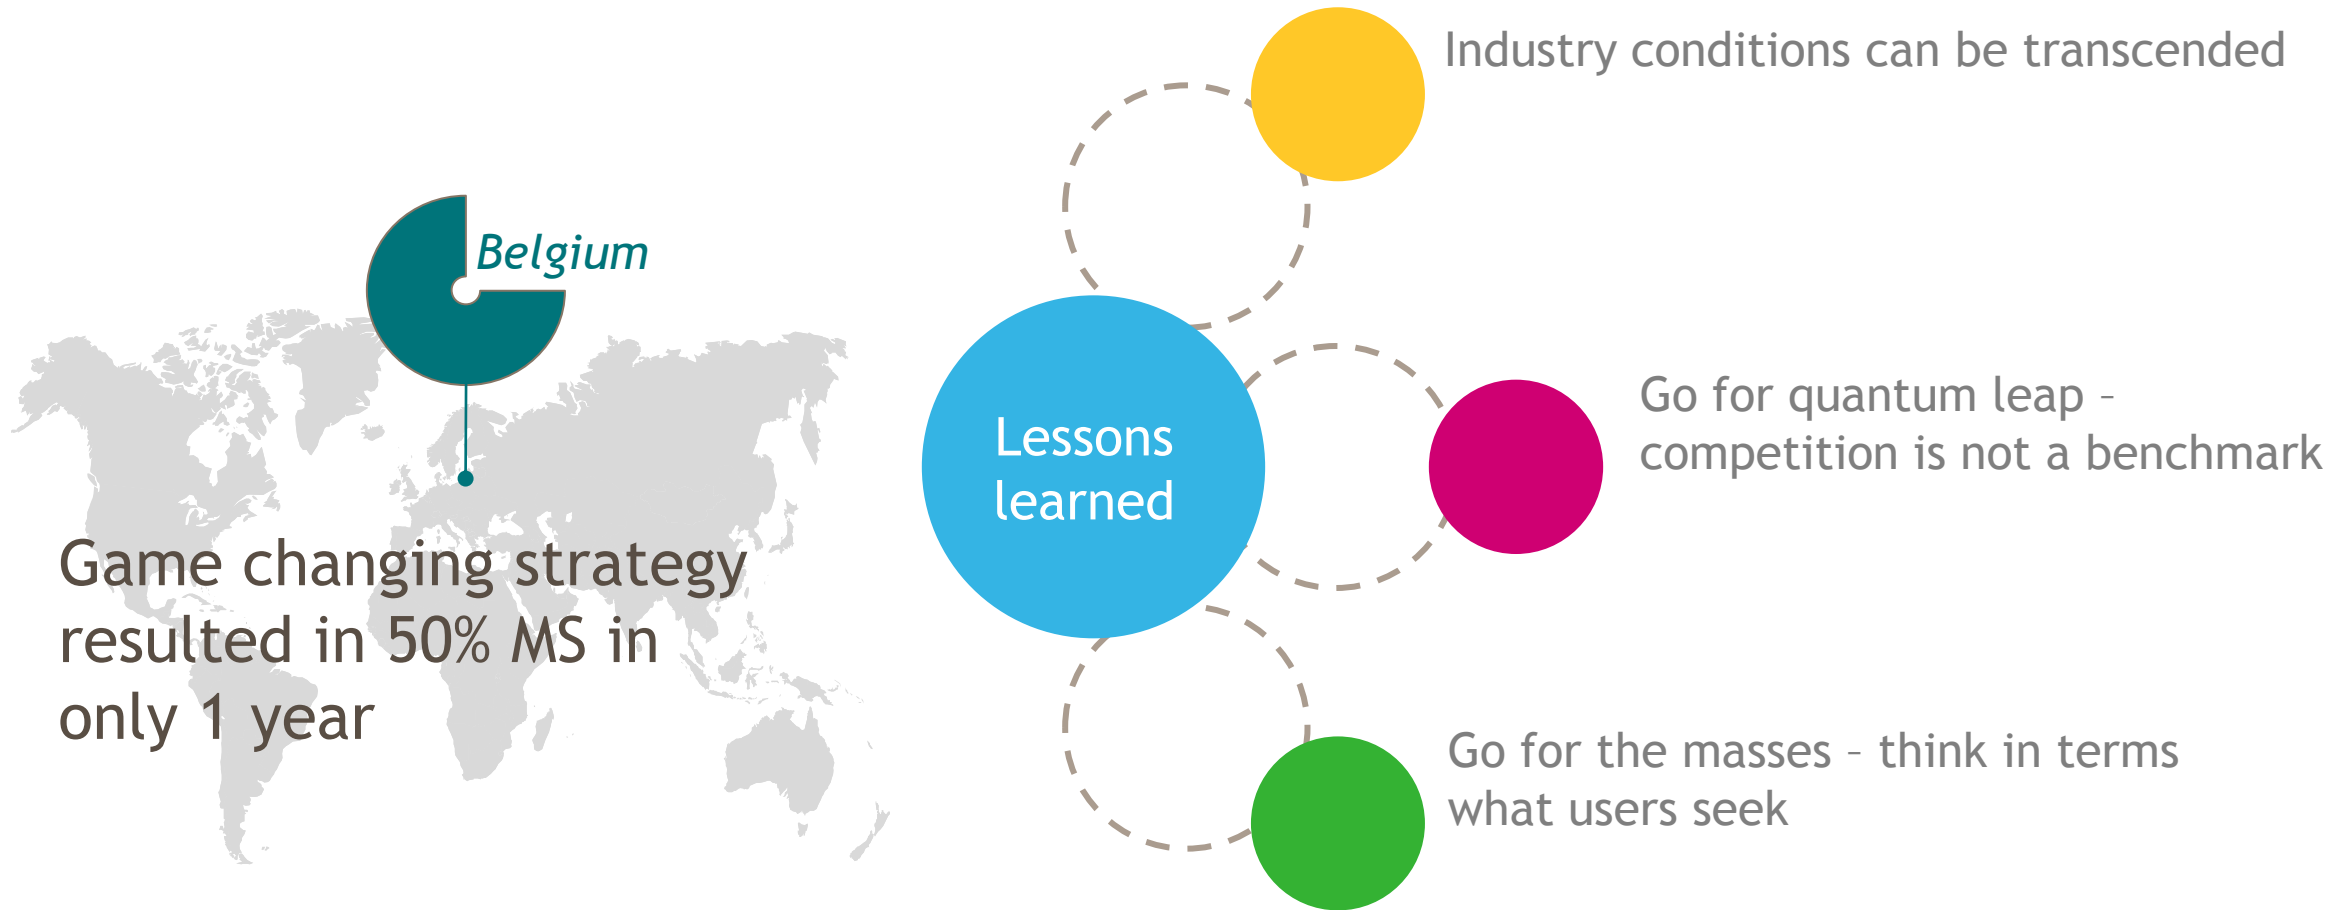 Belgium
Game changing strategy
resulted in 50% MS in
only 1 year
Lessons
learned
Industry conditions can be transcended
Go for quantum leap –
competition is not a benchmark
Go for the masses – think in terms
what users seek